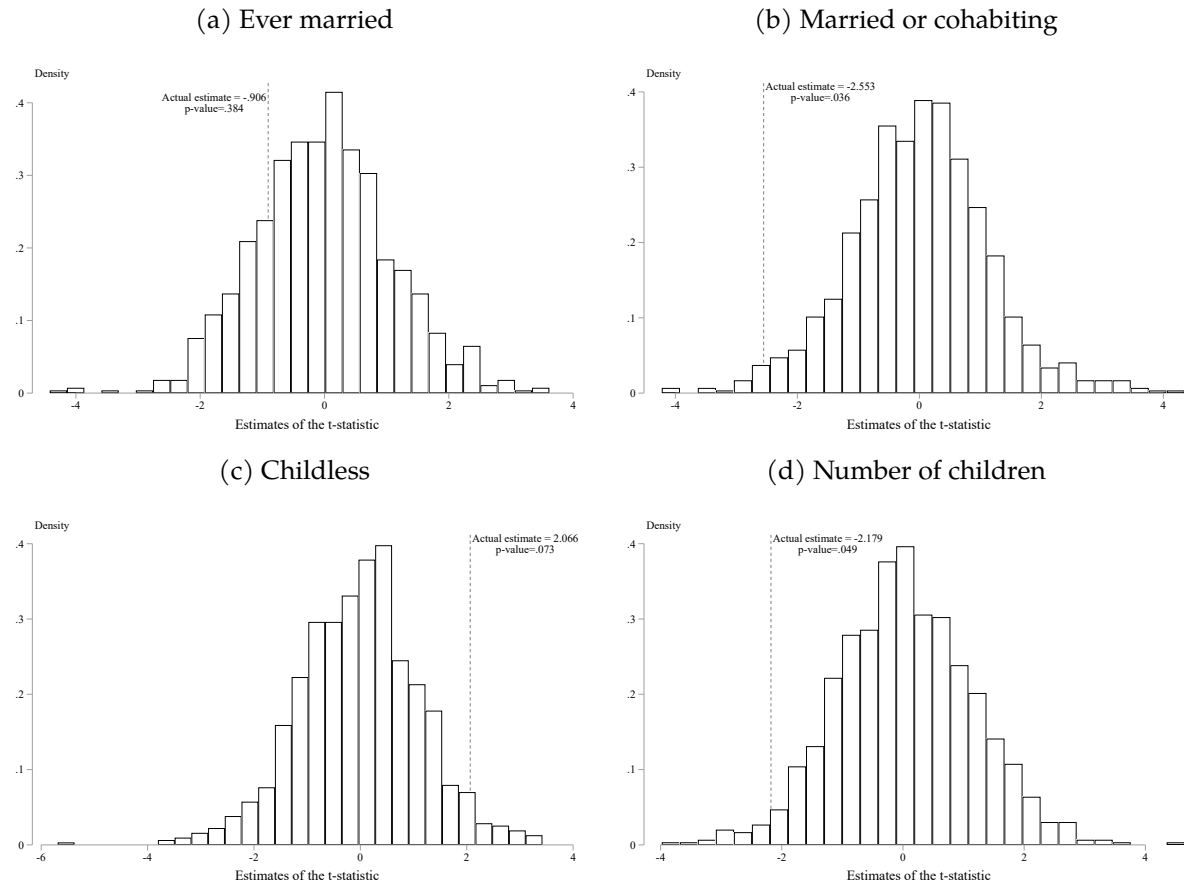 (a) Ever married
Density
Actual estimate = -.906
p-value=.384
.4
.3
.2
.1
0
-4 -2 0 2 4
Estimates of the t-statistic
(b) Married or cohabiting
Density
Actual estimate = -2.553
p-value=.036
.4
.3
.2
.1
0
-4 -2 0 2 4
Estimates of the t-statistic
(c) Childless
Density
Actual estimate = 2.066
p-value=.073
.4
.3
.2
.1
0
-6 -4 -2 0 2 4
Estimates of the t-statistic
(d) Number of children
Density
Actual estimate = -2.179
p-value=.049
.4
.3
.2
.1
0
-4 -2 0 2 4
Estimates of the t-statistic